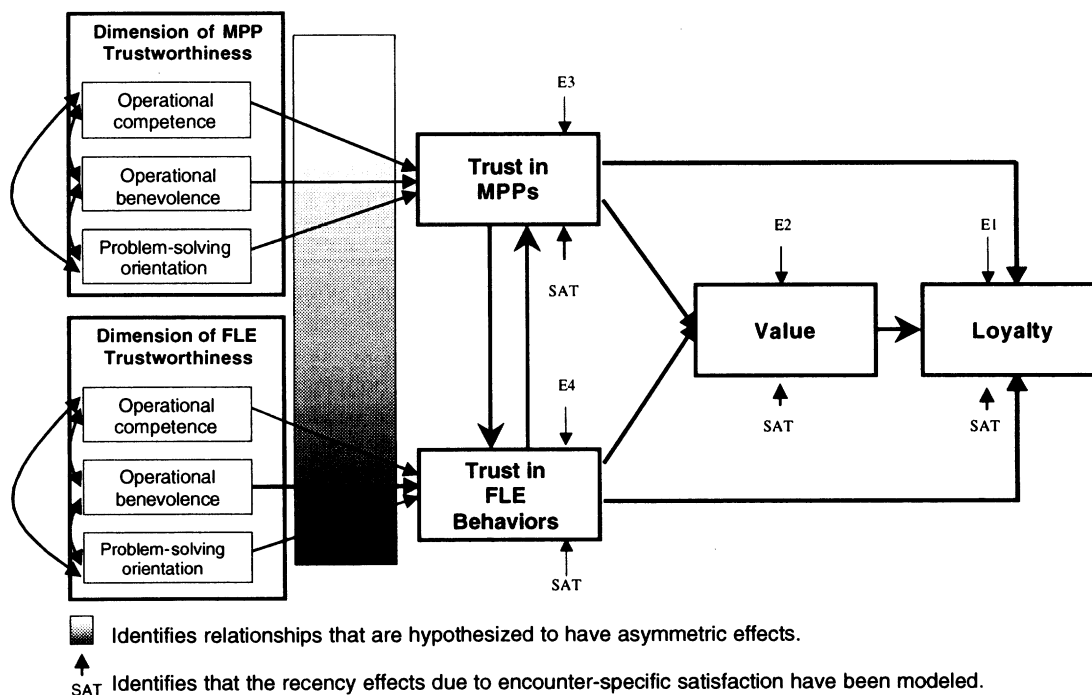 Dimension of MPP
Trustworthiness
Operational
competence
Operational
benevolence
Problem-solving
orientation
Dimension of FLE
Trustworthiness
Operational
competence
Operational
benevolence
Problem-solving
orientation
E3
Trust in
MPPs
SAT
E4
Trust in
FLE
Behaviors
SAT
E2
Value
SAT
E1
Loyalty
SAT
Identifies relationships that are hypothesized to have asymmetric effects.
SAT Identifies that the recency effects due to encounter-specific satisfaction have been modeled.